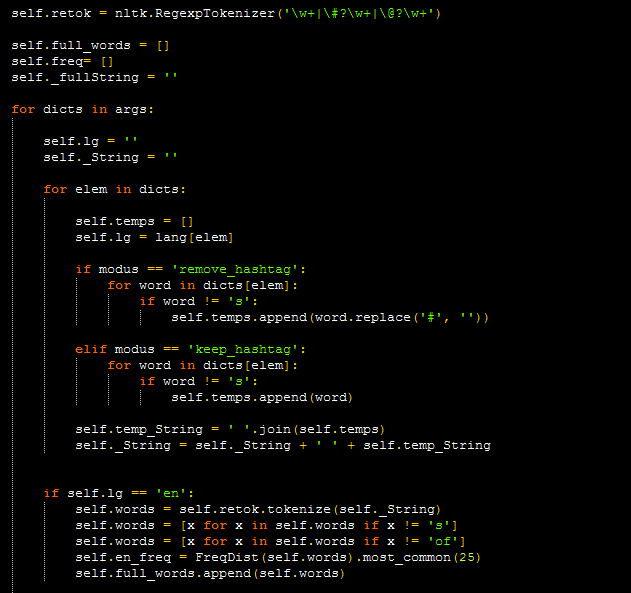 self.retok = nltk.RegexpTokenizer('\w+|\#?\w+|\@?\w+')
self.full_words = []
self.freq= []
self._fullString = ''
for dicts in args:
self.lg = ''
self._String = ''
for elem in dicts:
self.temps = []
self.lg = lang[elem]
if modus == 'remove_hashtag':
for word in dicts[elem]:
if word != 's':
self.temps.append(word.replace('#', ''))
elif modus == 'keep_hashtag':
for word in dicts[elem]:
if word != 's':
self.temps.append(word)
self.temp_String = ' '.join(self.temps)
self._String = self._String + ' ' + self.temp_String
if self.lg == 'en':
self.words = self.retok.tokenize(self._String)
self.words = [x for x in self.words if x != 's']
self.words = [x for x in self.words if x != 'of']
self.en_freq = FreqDist(self.words).most_common(25)
self.full_words.append(self.words)